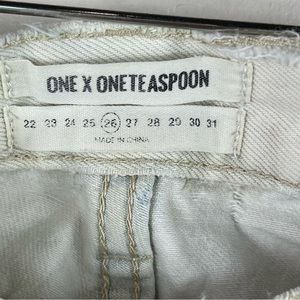 ONE X ONETEASPOON
22 23 24 25 26 27 28 29 30 31
MADE IN CHINA